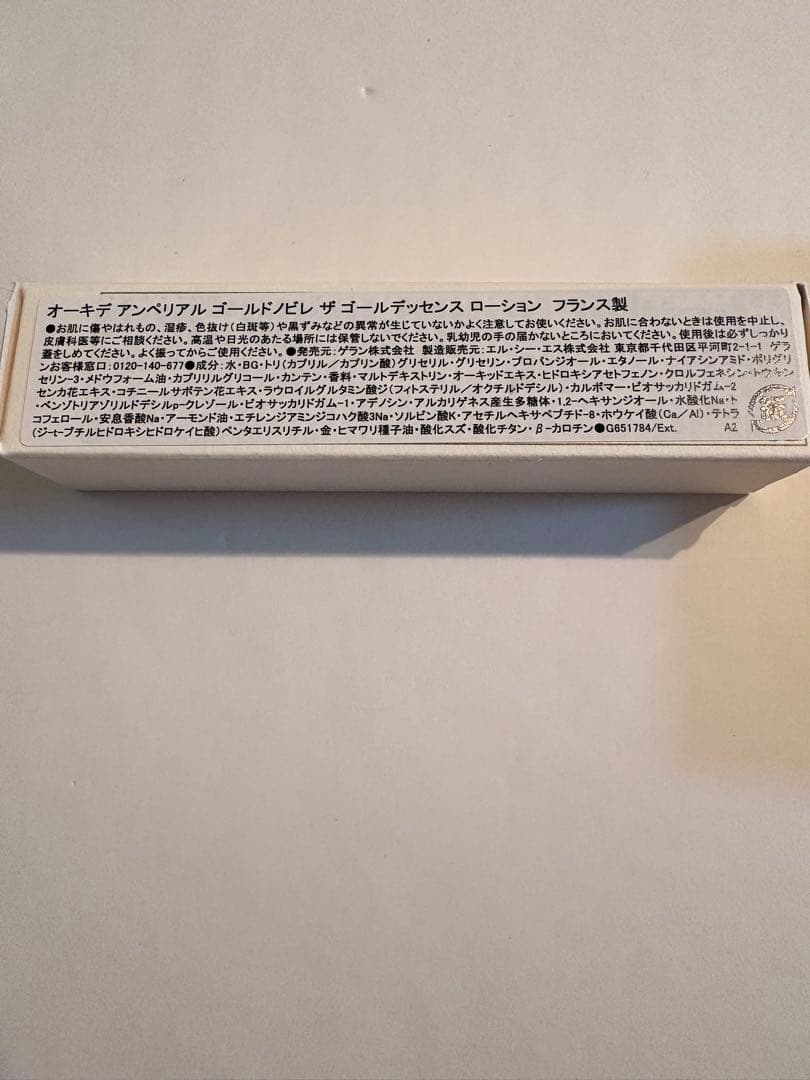 オーキデ アンペリアル ゴールドノビレ ザ ゴールデッセンス ローション フランス製
●お肌に傷やはれもの、湿疹、色抜け(白斑等)や黒ずみなどの異常が生じていないかよく注意してお使いください。お肌に合わないときは使用を中止し、
皮膚科医等にご相談ください。高温や日光のあたる場所には保管しないでください。乳幼児の手の届かないところにおいてください。使用後は必ずしっかり
蓋をしめてください。よく振ってからご使用ください。●発売元:ゲラン株式会社 製造販売元:エル・シー・エス株式会社 東京都千代田区平河町2-1-1 ゲラ
ンお客様窓口:0120-140-677●成分:水・BG・トリ(カプリル/カプリン酸)グリセリル・グリセリン・プロパンジオール・エタノール・ナイアシンアミド・ポリグリ
セリン-3・メドウフォーム油・カプリリルグリコール・カンテン・香料・マルトデキストリン・オーキッドエキス・ヒドロキシアセトフェノン・クロルフェネシン・トウキン
センカ花エキス・コチニールサボテン花エキス・ラウロイルグルタミン酸ジ(フィトステリル/オクチルドデシル)・カルボマー・ビオサッカリドガム-2
・ベンゾトリアゾリルドデシルp-クレゾール・ビオサッカリドガム-1・アデノシン・アルカリゲネス産生多糖体・1,2-ヘキサンジオール・水酸化Na・ト
コフェロール・安息香酸Na・アーモンド油・エチレンジアミンジコハク酸3Na・ソルビン酸K・アセチルヘキサペプチド-8・ホウケイ酸(Ca/Al)・テトラ
(ジ-t-ブチルヒドロキシヒドロケイヒ酸)ペンタエリスリチル・金・ヒマワリ種子油・酸化スズ・酸化チタン・β-カロチン●G651784/Ext. A2